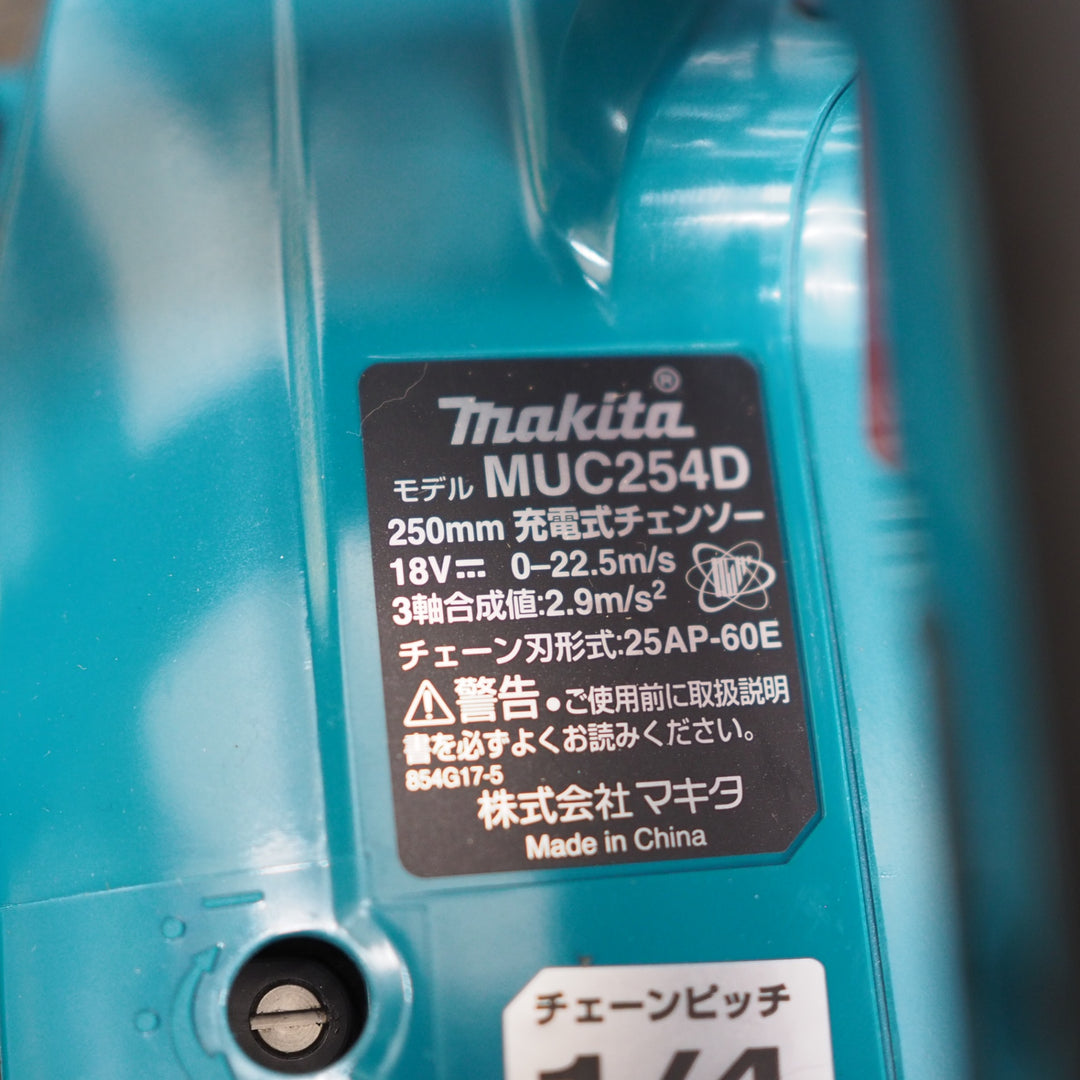 makita®
モデル MUC254D
250mm 充電式チェンソー
18V⎓ 0–22.5m/s
3軸合成値:2.9m/s²
チェーン刃形式:25AP-60E
⚠警告・ご使用前に取扱説明
書を必ずよくお読みください。
854G17-5
株式会社マキタ
Made in China
チェーンピッチ
1/4